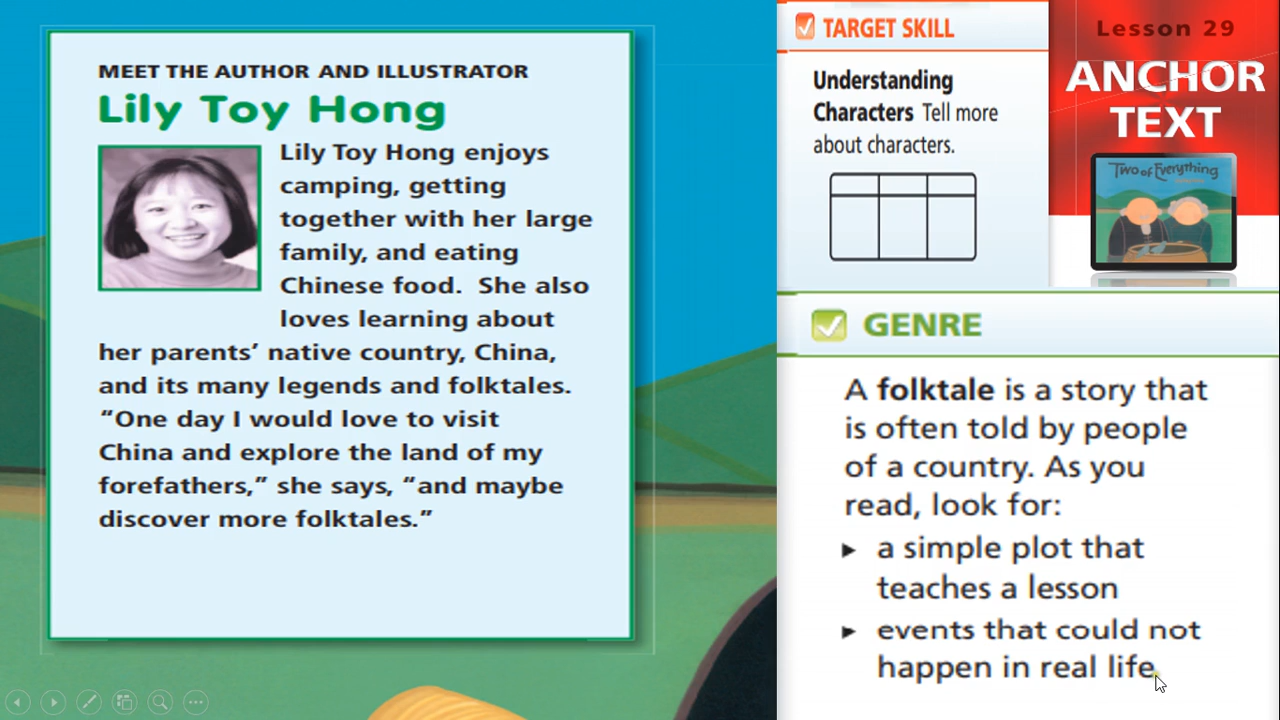 MEET THE AUTHOR AND ILLUSTRATOR
Lily Toy Hong
Lily Toy Hong enjoys
camping, getting
together with her large
family, and eating
Chinese food.  She also
loves learning about
her parents’ native country, China,
and its many legends and folktales.
“One day I would love to visit
China and explore the land of my
forefathers,” she says, “and maybe
discover more folktales.”
TARGET SKILL
Understanding
Characters Tell more
about characters.
Lesson 29
ANCHOR
TEXT
Two of Everything
GENRE
A folktale is a story that
is often told by people
of a country. As you
read, look for:
▸ a simple plot that
teaches a lesson
▸ events that could not
happen in real life